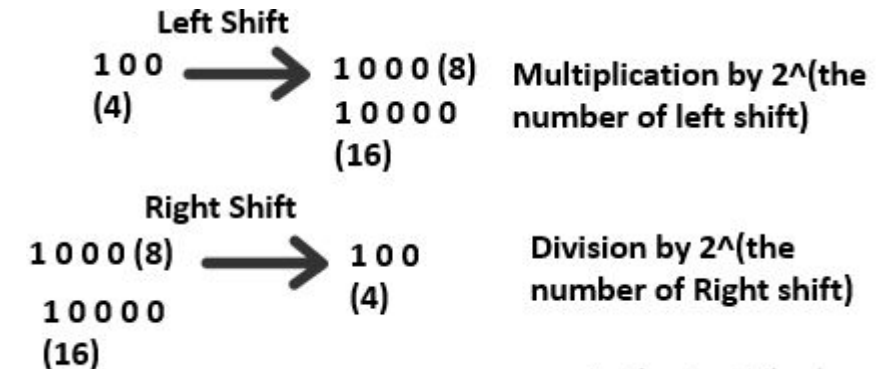 Left Shift
1 0 0
(4)
1 0 0 0 (8)
1 0 0 0 0
(16)
Multiplication by 2^(the
number of left shift)
Right Shift
1 0 0 0 (8)
1 0 0 0 0
(16)
1 0 0
(4)
Division by 2^(the
number of Right shift)